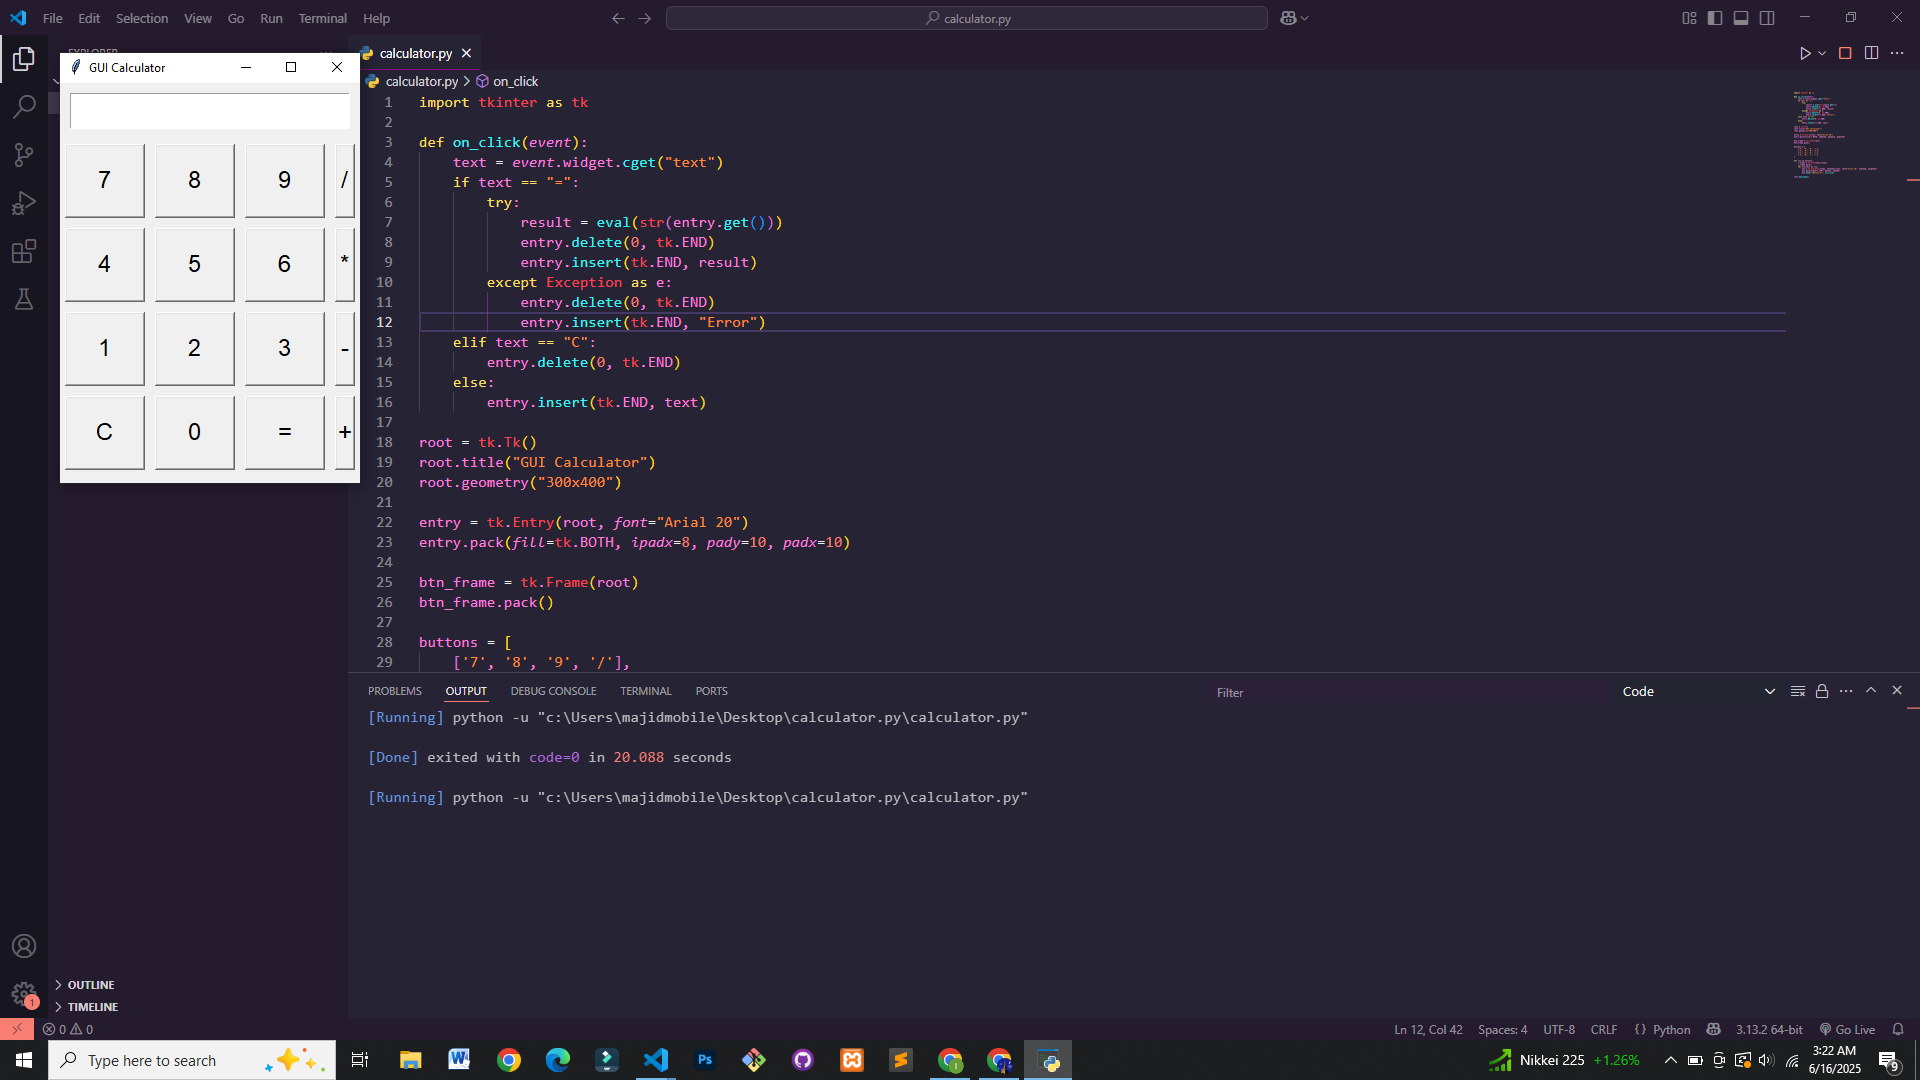 File Edit Selection View Go Run Terminal Help
calculator.py
EXPLORER
GUI Calculator
7 8 9 /
4 5 6 *
1 2 3 -
C 0 = +
OUTLINE
TIMELINE
calculator.py
calculator.py > on_click
1 import tkinter as tk
2
3 def on_click(event):
4     text = event.widget.cget("text")
5     if text == "=":
6         try:
7             result = eval(str(entry.get()))
8             entry.delete(0, tk.END)
9             entry.insert(tk.END, result)
10         except Exception as e:
11             entry.delete(0, tk.END)
12             entry.insert(tk.END, "Error")
13     elif text == "C":
14         entry.delete(0, tk.END)
15     else:
16         entry.insert(tk.END, text)
17
18 root = tk.Tk()
19 root.title("GUI Calculator")
20 root.geometry("300x400")
21
22 entry = tk.Entry(root, font="Arial 20")
23 entry.pack(fill=tk.BOTH, ipadx=8, pady=10, padx=10)
24
25 btn_frame = tk.Frame(root)
26 btn_frame.pack()
27
28 buttons = [
29     ['7', '8', '9', '/'],
PROBLEMS OUTPUT DEBUG CONSOLE TERMINAL PORTS
Filter
Code
[Running] python -u "c:\Users\majidmobile\Desktop\calculator.py\calculator.py"
[Done] exited with code=0 in 20.088 seconds
[Running] python -u "c:\Users\majidmobile\Desktop\calculator.py\calculator.py"
1
0 0
Ln 12, Col 42 Spaces: 4 UTF-8 CRLF {} Python 3.13.2 64-bit Go Live
Type here to search
W
Ps
Nikkei 225 +1.26%
3:22 AM
6/16/2025
9